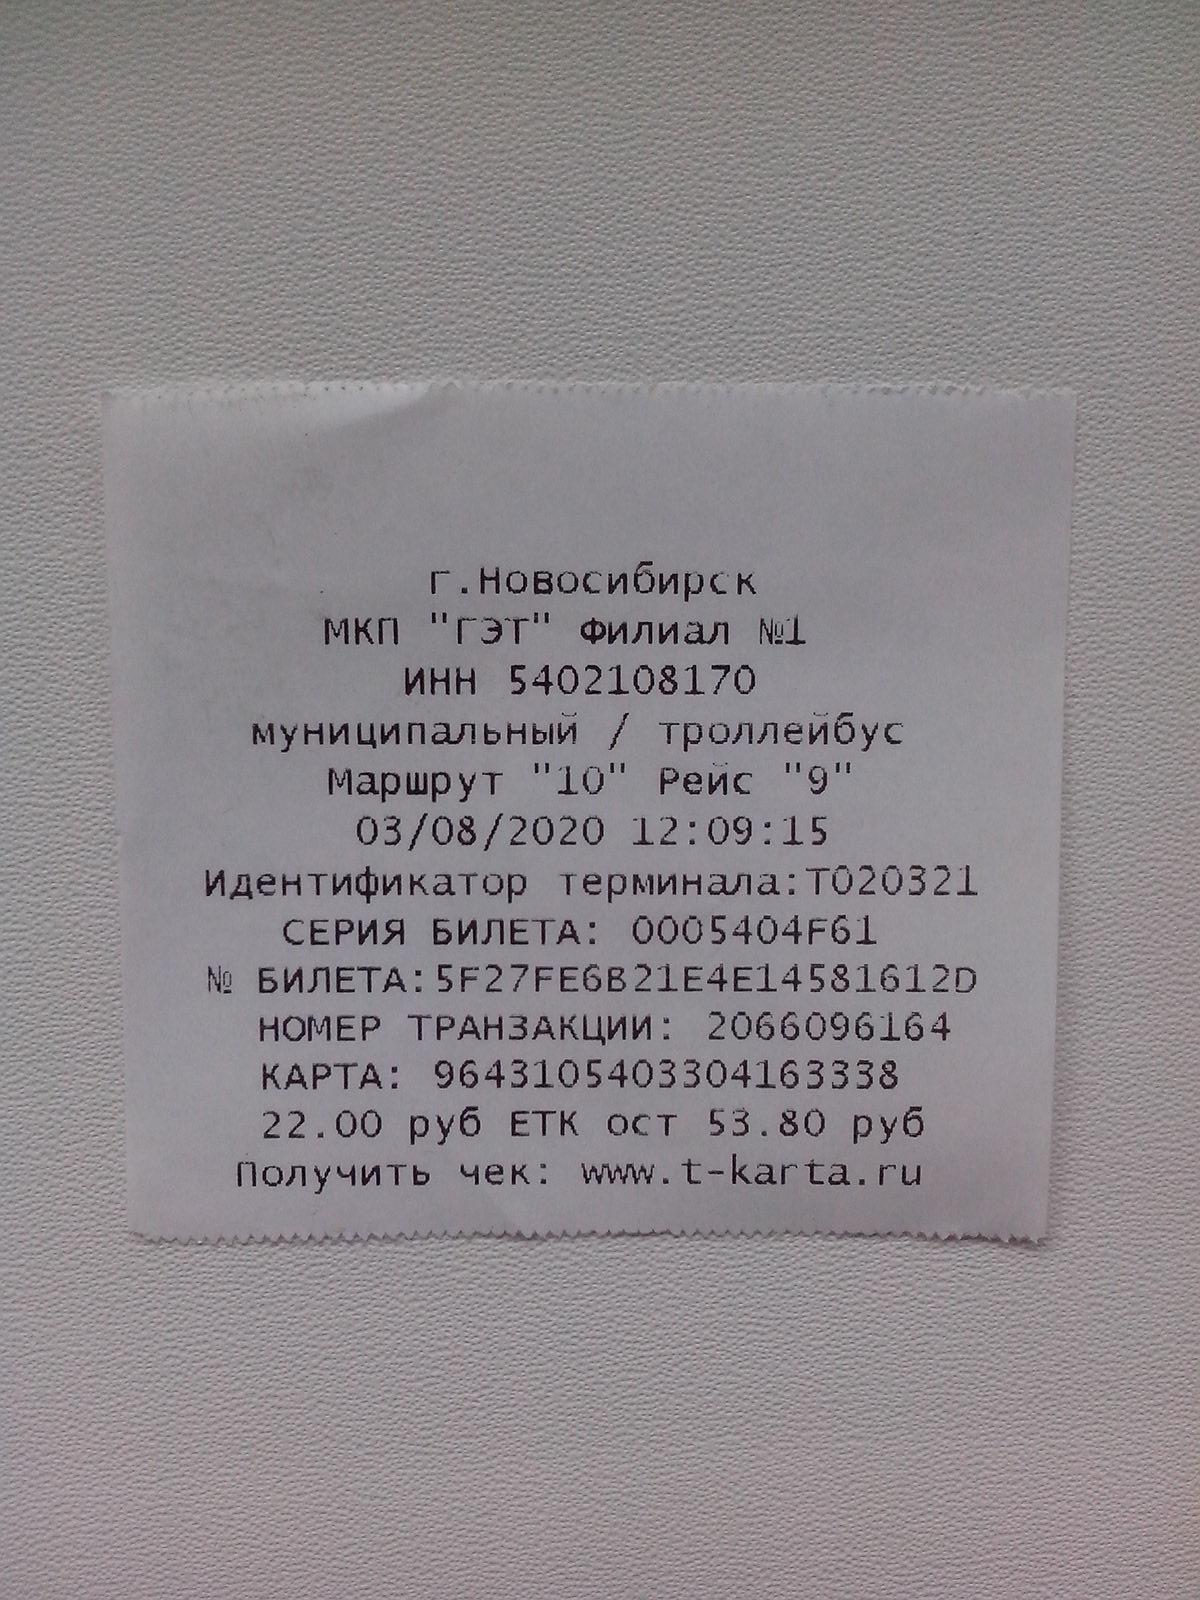 г.Новосибирск
МКП "ГЭТ" Филиал №1
ИНН 5402108170
муниципальный / троллейбус
Маршрут "10" Рейс "9"
03/08/2020 12:09:15
Идентификатор терминала:T020321
СЕРИЯ БИЛЕТА: 0005404F61
№ БИЛЕТА:5F27FE6B21E4E14581612D
НОМЕР ТРАНЗАКЦИИ: 2066096164
КАРТА: 9643105403304163338
22.00 руб ЕТК ост 53.80 руб
Получить чек: www.t-karta.ru